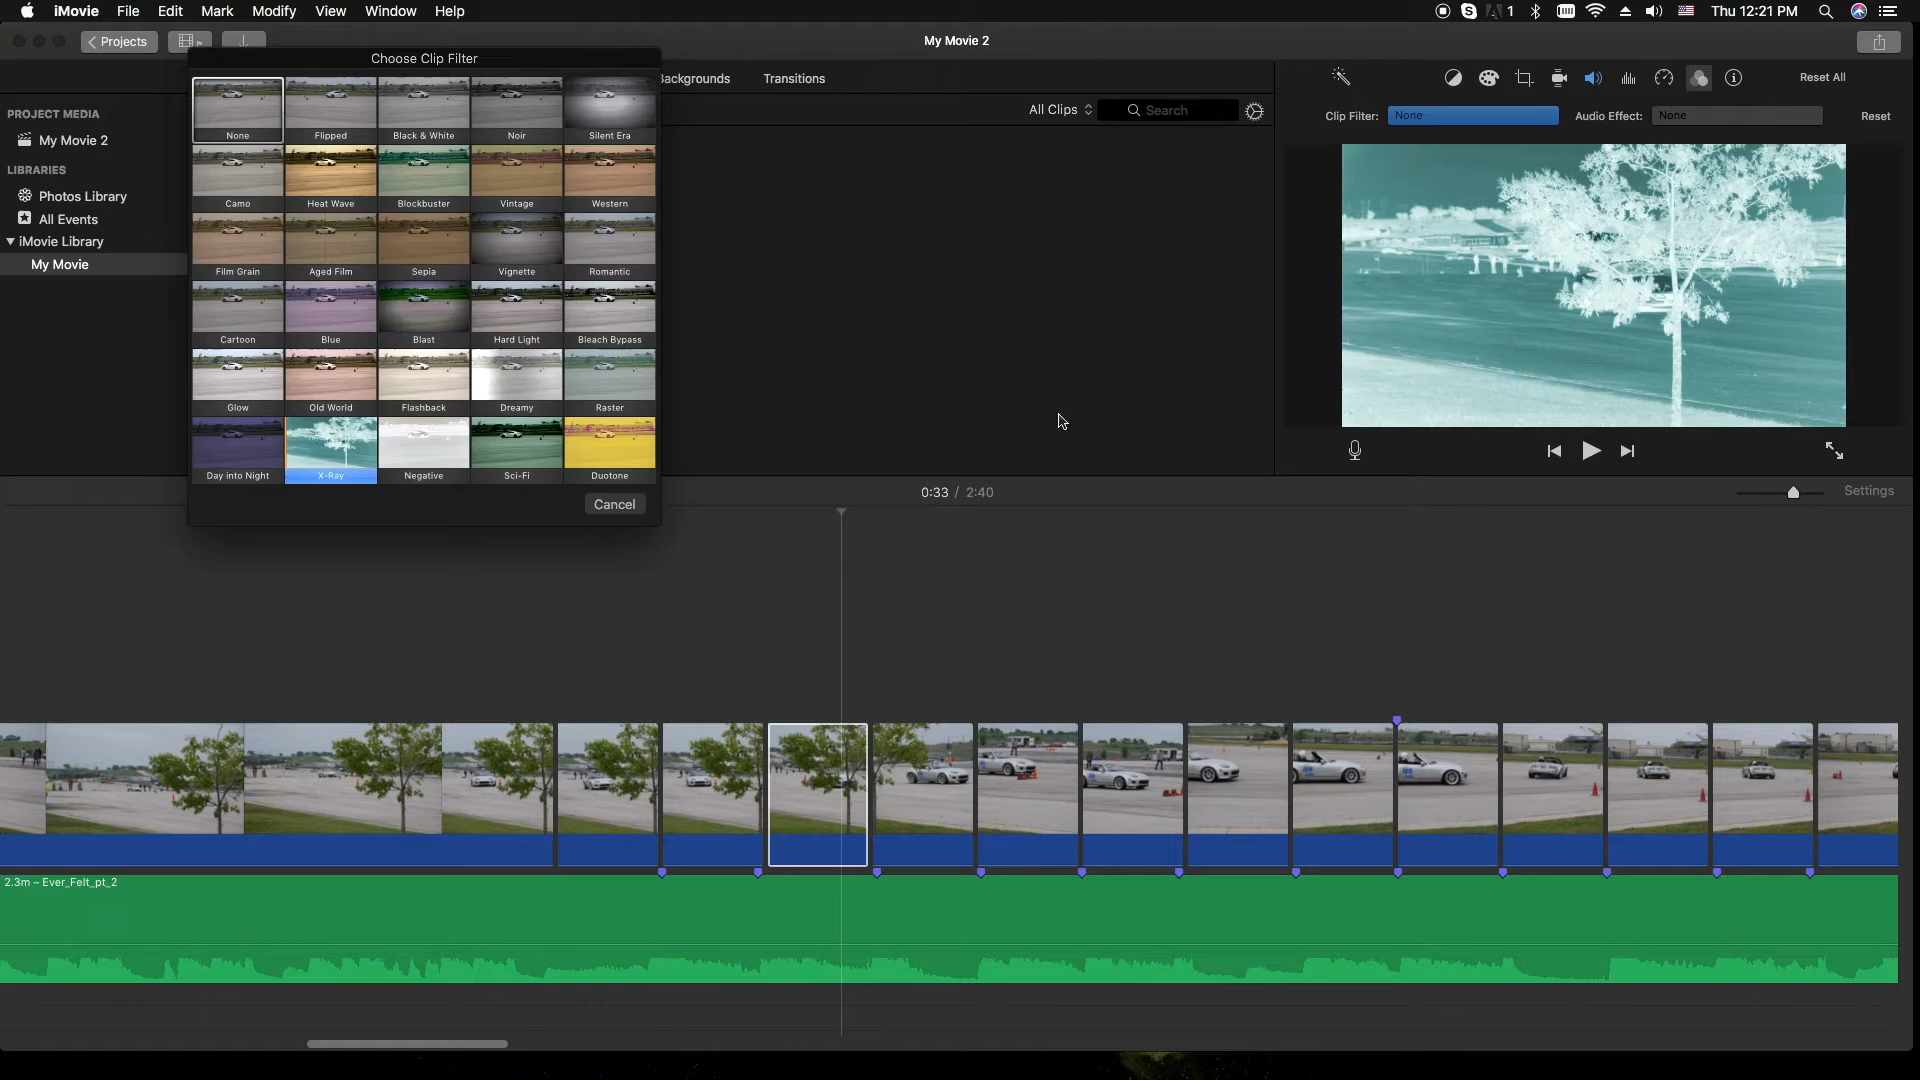 iMovie File Edit Mark Modify View Window Help
1
Thu 12:21 PM
Projects
My Movie 2
Choose Clip Filter
ackgrounds
Transitions
Reset All
PROJECT MEDIA
My Movie 2
LIBRARIES
Photos Library
All Events
iMovie Library
My Movie
All Clips
Search
Clip Filter: None
Audio Effect: None
Reset
None Flipped Black & White Noir Silent Era
Camo Heat Wave Blockbuster Vintage Western
Film Grain Aged Film Sepia Vignette Romantic
Cartoon Blue Blast Hard Light Bleach Bypass
Glow Old World Flashback Dreamy Raster
Day into Night X-Ray Negative Sci-Fi Duotone
Cancel
0:33 / 2:40
Settings
2.3m – Ever_Felt_pt_2